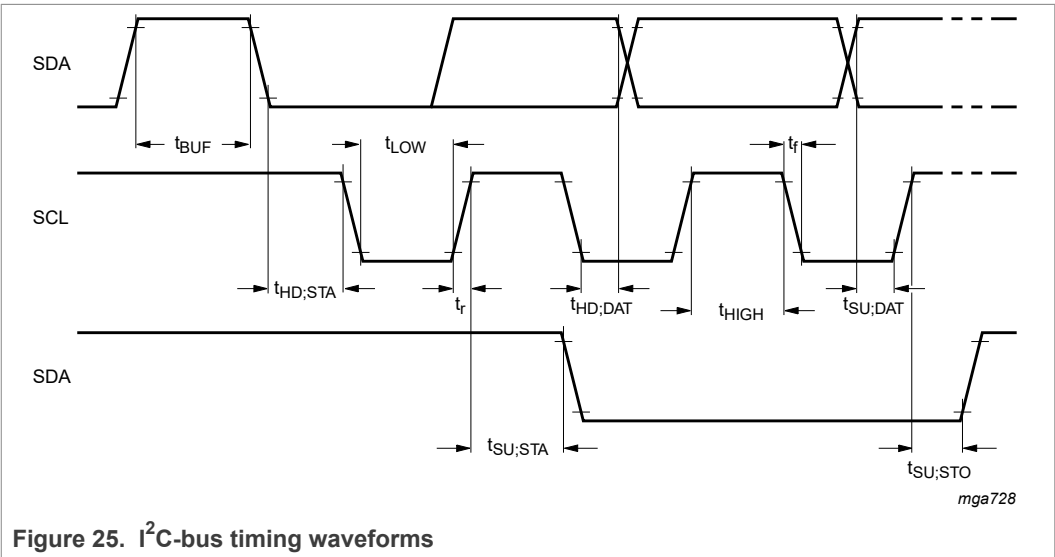 SDA
t_BUF
t_LOW
t_f
SCL
t_HD;STA
t_r
t_HD;DAT
t_HIGH
t_SU;DAT
SDA
t_SU;STA
t_SU;STO
mga728
Figure 25. I²C-bus timing waveforms